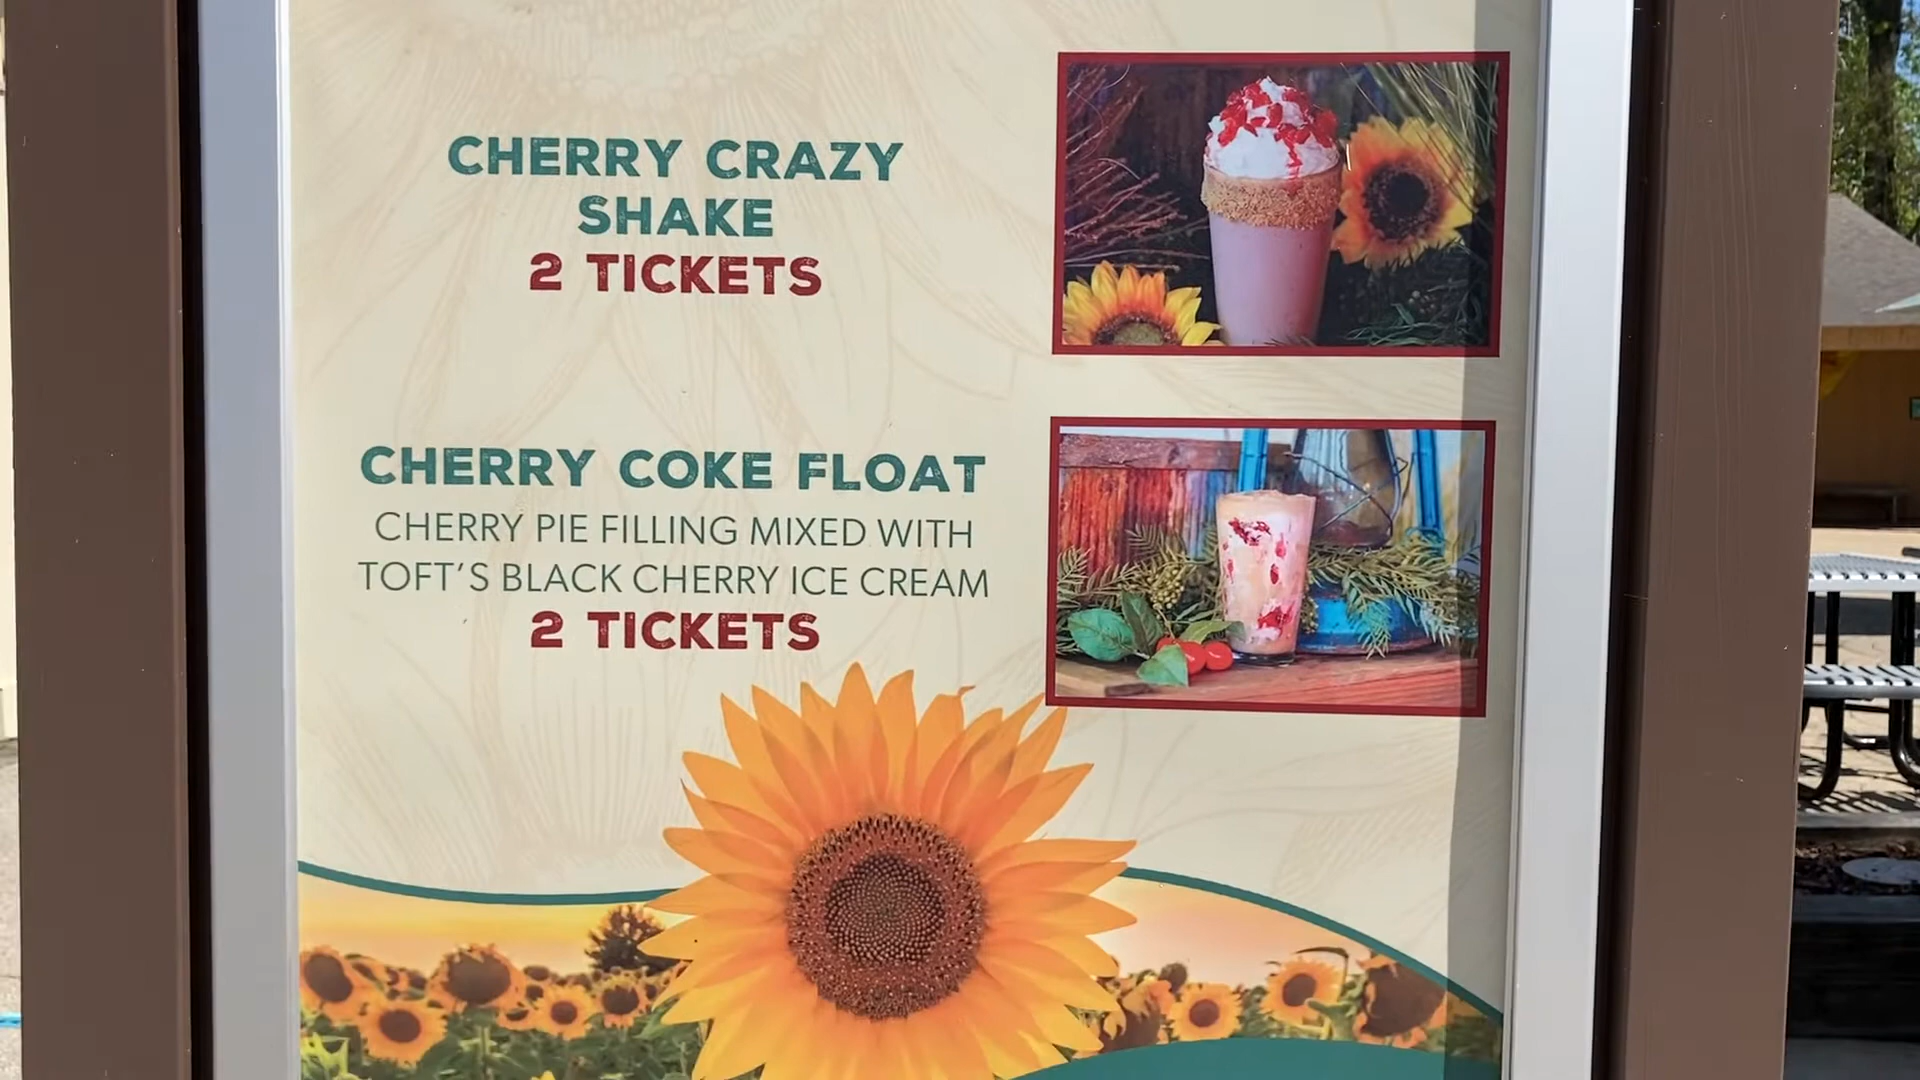 CHERRY CRAZY
SHAKE
2 TICKETS
CHERRY COKE FLOAT
CHERRY PIE FILLING MIXED WITH
TOFT'S BLACK CHERRY ICE CREAM
2 TICKETS